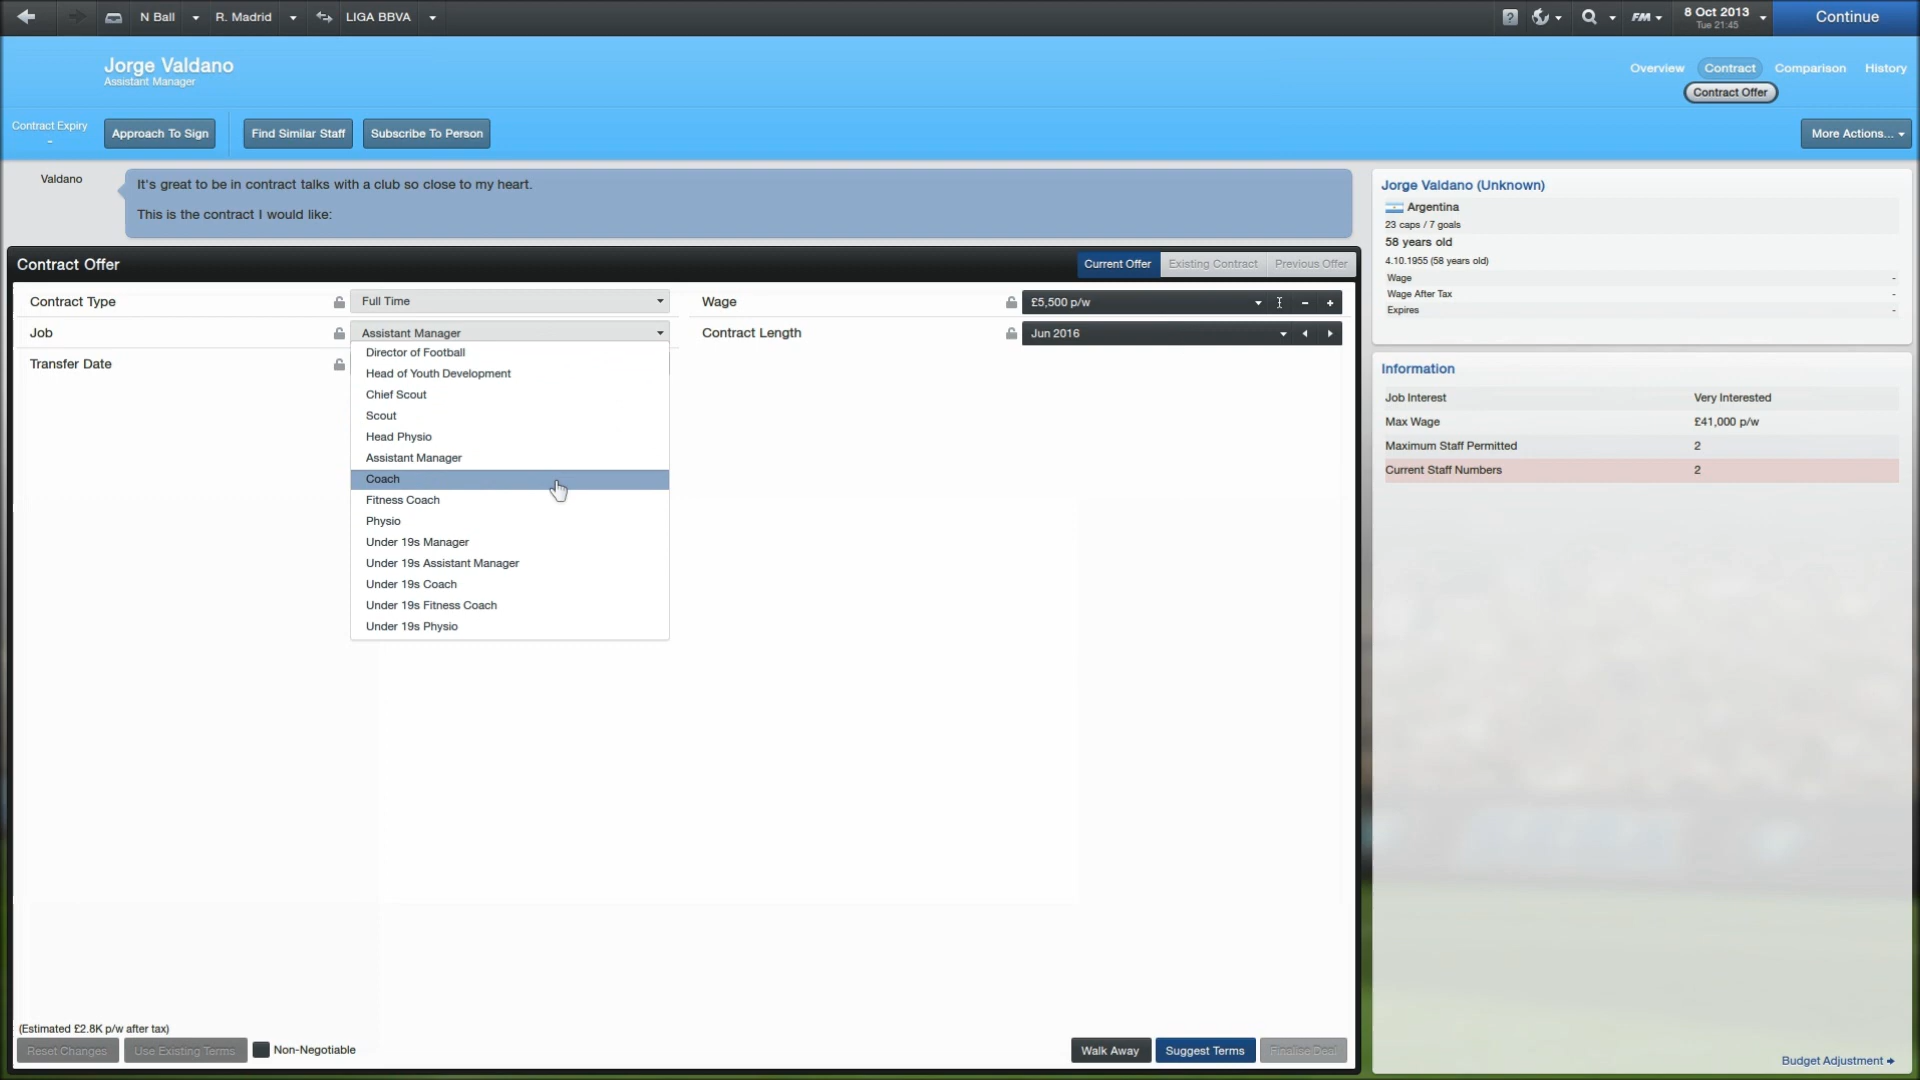 N Ball
R. Madrid
LIGA BBVA
?
FM
8 Oct 2013
Tue 21:45
Continue
Jorge Valdano
Assistant Manager
Overview
Contract
Comparison
History
Contract Offer
Contract Expiry
-
Approach To Sign
Find Similar Staff
Subscribe To Person
More Actions...
Valdano
It's great to be in contract talks with a club so close to my heart.
This is the contract I would like:
Contract Offer
Current Offer
Existing Contract
Previous Offer
Contract Type
Full Time
Wage
£5,500 p/w
Job
Assistant Manager
Contract Length
Jun 2016
Transfer Date
Director of Football
Head of Youth Development
Chief Scout
Scout
Head Physio
Assistant Manager
Coach
Fitness Coach
Physio
Under 19s Manager
Under 19s Assistant Manager
Under 19s Coach
Under 19s Fitness Coach
Under 19s Physio
(Estimated £2.8K p/w after tax)
Reset Changes
Use Existing Terms
Non-Negotiable
Walk Away
Suggest Terms
Finalise Deal
Jorge Valdano (Unknown)
Argentina
23 caps / 7 goals
58 years old
4.10.1955 (58 years old)
Wage -
Wage After Tax -
Expires -
Information
Job Interest Very Interested
Max Wage £41,000 p/w
Maximum Staff Permitted 2
Current Staff Numbers 2
Budget Adjustment